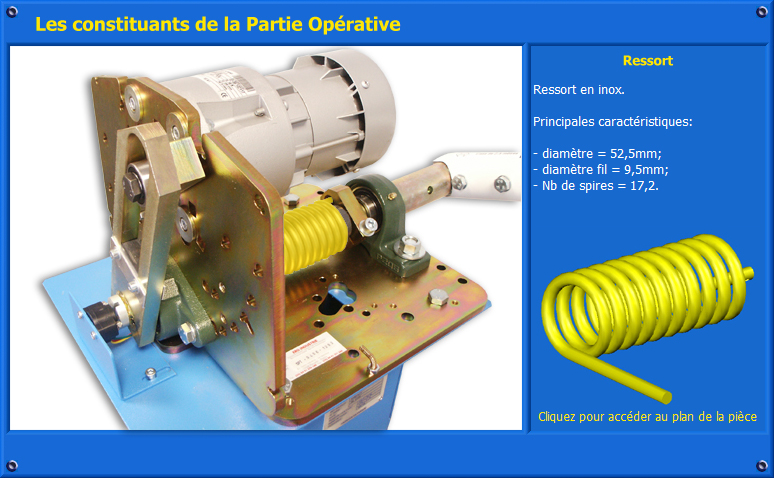 Les constituants de la Partie Opérative
Ressort
Ressort en inox.
Principales caractéristiques:
- diamètre = 52,5mm;
- diamètre fil = 9,5mm;
- Nb de spires = 17,2.
Cliquez pour accéder au plan de la pièce